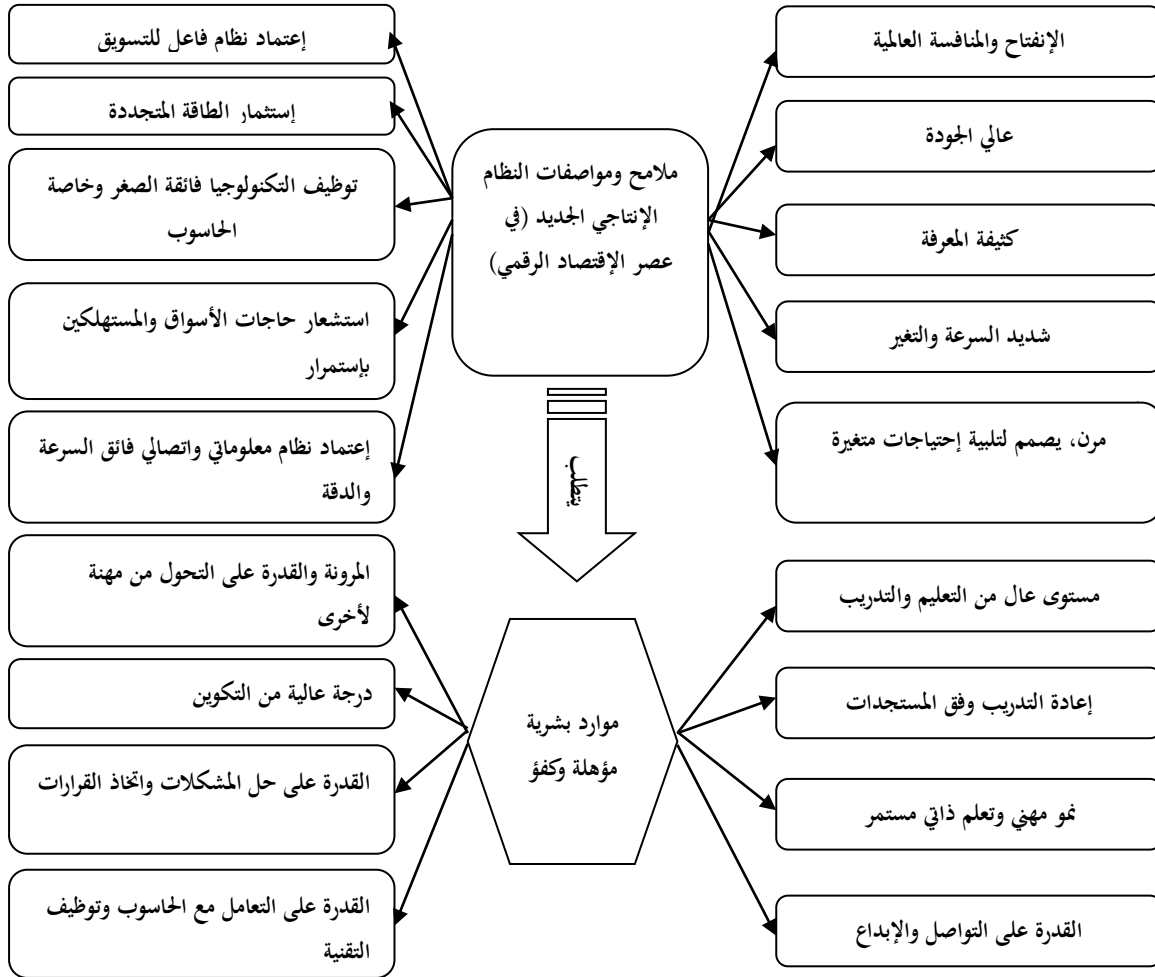 ملامح ومواصفات النظام
الإنتاجي الجديد (في
عصر الإقتصاد الرقمي)
الإنفتاح والمنافسة العالمية
عالي الجودة
كثيفة المعرفة
شديد السرعة والتغير
مرن، يصمم لتلبية إحتياجات متغيرة
إعتماد نظام فاعل للتسويق
إستثمار الطاقة المتجددة
توظيف التكنولوجيا فائقة الصغر وخاصة
الحاسوب
استشعار حاجات الأسواق والمستهلكين
بإستمرار
إعتماد نظام معلوماتي واتصالي فائق السرعة
والدقة
يتطلب
موارد بشرية
مؤهلة وكفؤ
مستوى عال من التعليم والتدريب
إعادة التدريب وفق المستجدات
نمو مهني وتعلم ذاتي مستمر
القدرة على التواصل والإبداع
المرونة والقدرة على التحول من مهنة
لأخرى
درجة عالية من التكوين
القدرة على حل المشكلات واتخاذ القرارات
القدرة على التعامل مع الحاسوب وتوظيف
التقنية